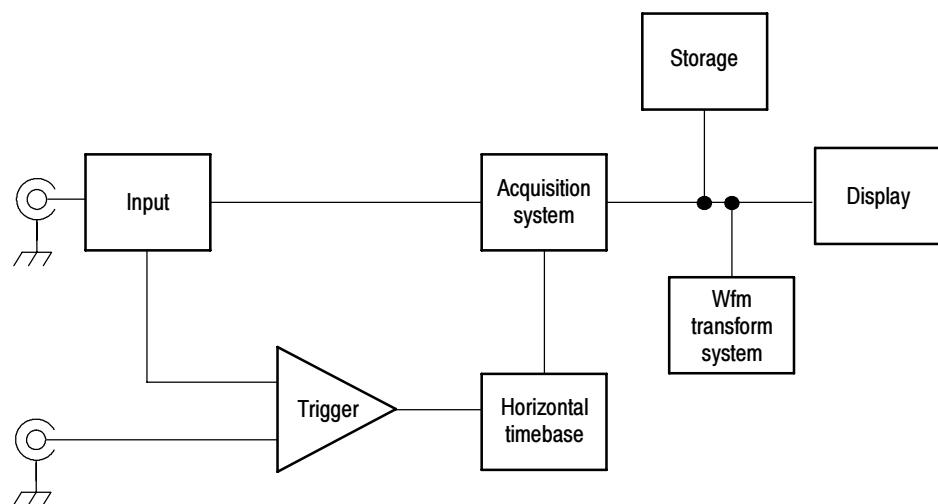 Storage
Input
Acquisition
system
Display
Wfm
transform
system
Trigger
Horizontal
timebase